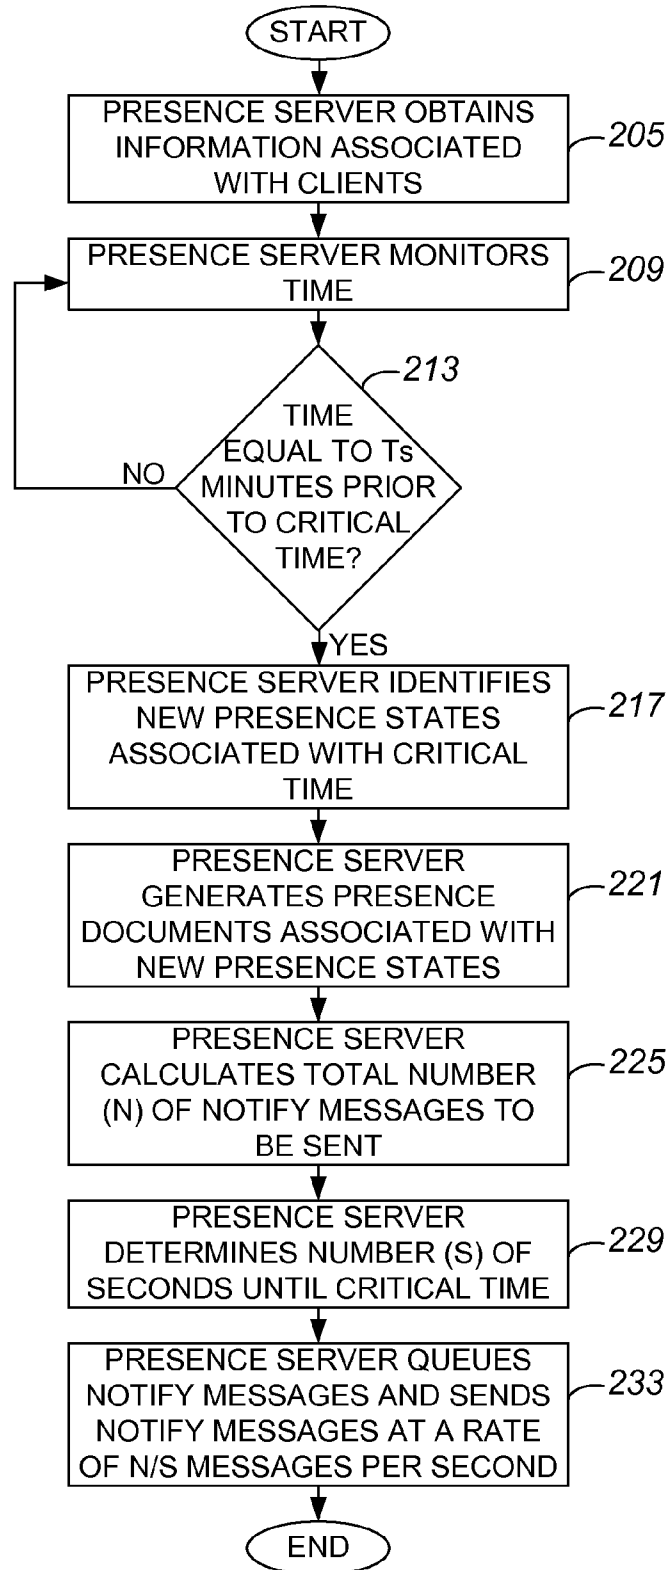 START
PRESENCE SERVER OBTAINS
INFORMATION ASSOCIATED
WITH CLIENTS
205
PRESENCE SERVER MONITORS
TIME
209
213
TIME
EQUAL TO Ts
MINUTES PRIOR
TO CRITICAL
TIME?
NO
YES
PRESENCE SERVER IDENTIFIES
NEW PRESENCE STATES
ASSOCIATED WITH CRITICAL
TIME
217
PRESENCE SERVER
GENERATES PRESENCE
DOCUMENTS ASSOCIATED WITH
NEW PRESENCE STATES
221
PRESENCE SERVER
CALCULATES TOTAL NUMBER
(N) OF NOTIFY MESSAGES TO
BE SENT
225
PRESENCE SERVER
DETERMINES NUMBER (S) OF
SECONDS UNTIL CRITICAL TIME
229
PRESENCE SERVER QUEUES
NOTIFY MESSAGES AND SENDS
NOTIFY MESSAGES AT A RATE
OF N/S MESSAGES PER SECOND
233
END